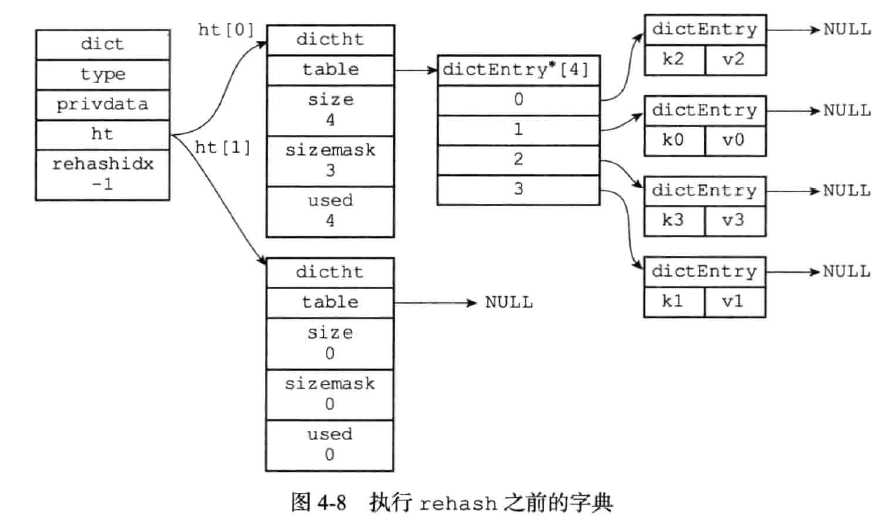 dict
type
privdata
ht
rehashidx
-1
ht[0]
ht[1]
dictht
table
size
4
sizemask
3
used
4
dictht
table
size
0
sizemask
0
used
0
NULL
dictEntry*[4]
0
1
2
3
dictEntry
k2 v2
NULL
dictEntry
k0 v0
NULL
dictEntry
k3 v3
NULL
dictEntry
k1 v1
NULL
图 4-8 执行 rehash 之前的字典